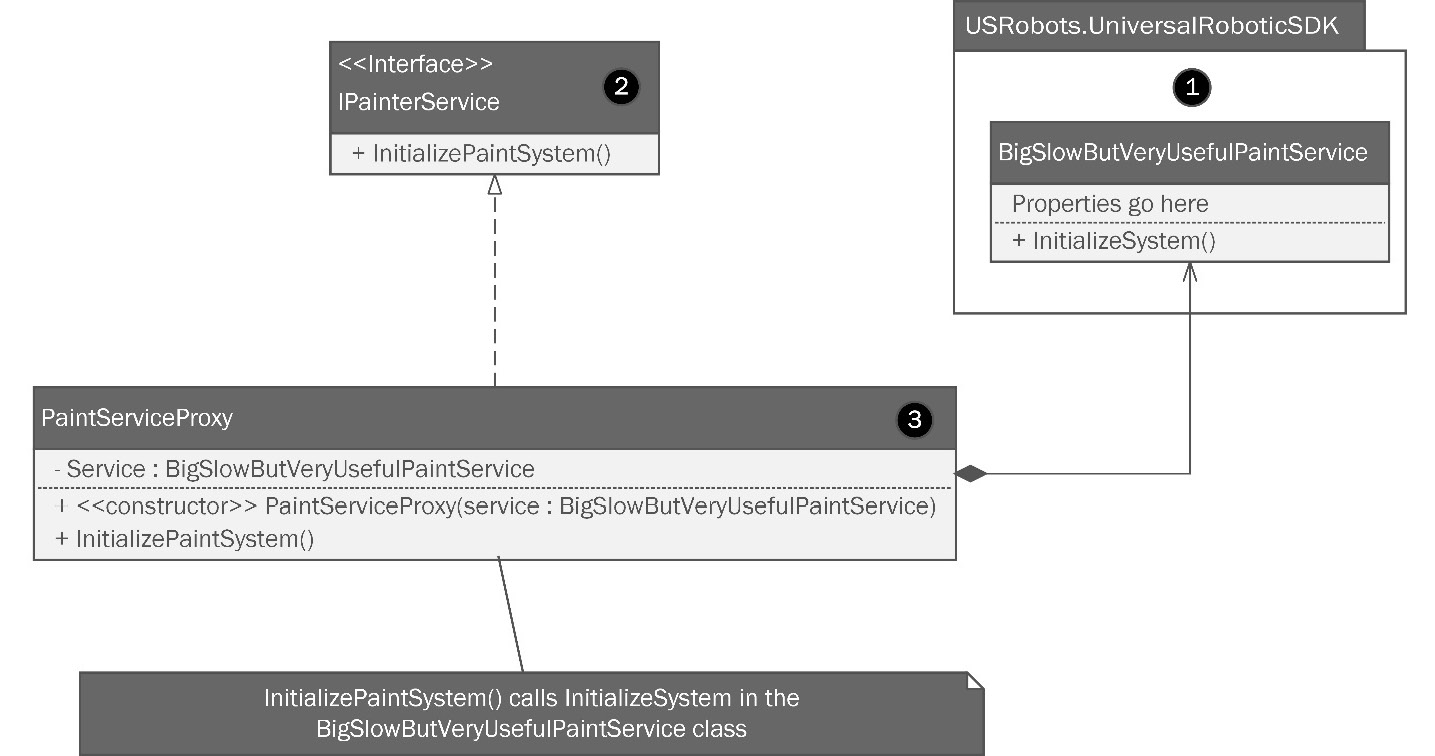 USRobots.UniversalRoboticSDK
<<Interface>>
IPainterService
2
+ InitializePaintSystem()
1
BigSlowButVeryUsefulPaintService
Properties go here
+ InitializeSystem()
PaintServiceProxy
3
- Service : BigSlowButVeryUsefulPaintService
+ <<constructor>> PaintServiceProxy(service : BigSlowButVeryUsefulPaintService)
+ InitializePaintSystem()
InitializePaintSystem() calls InitializeSystem in the
BigSlowButVeryUsefulPaintService class